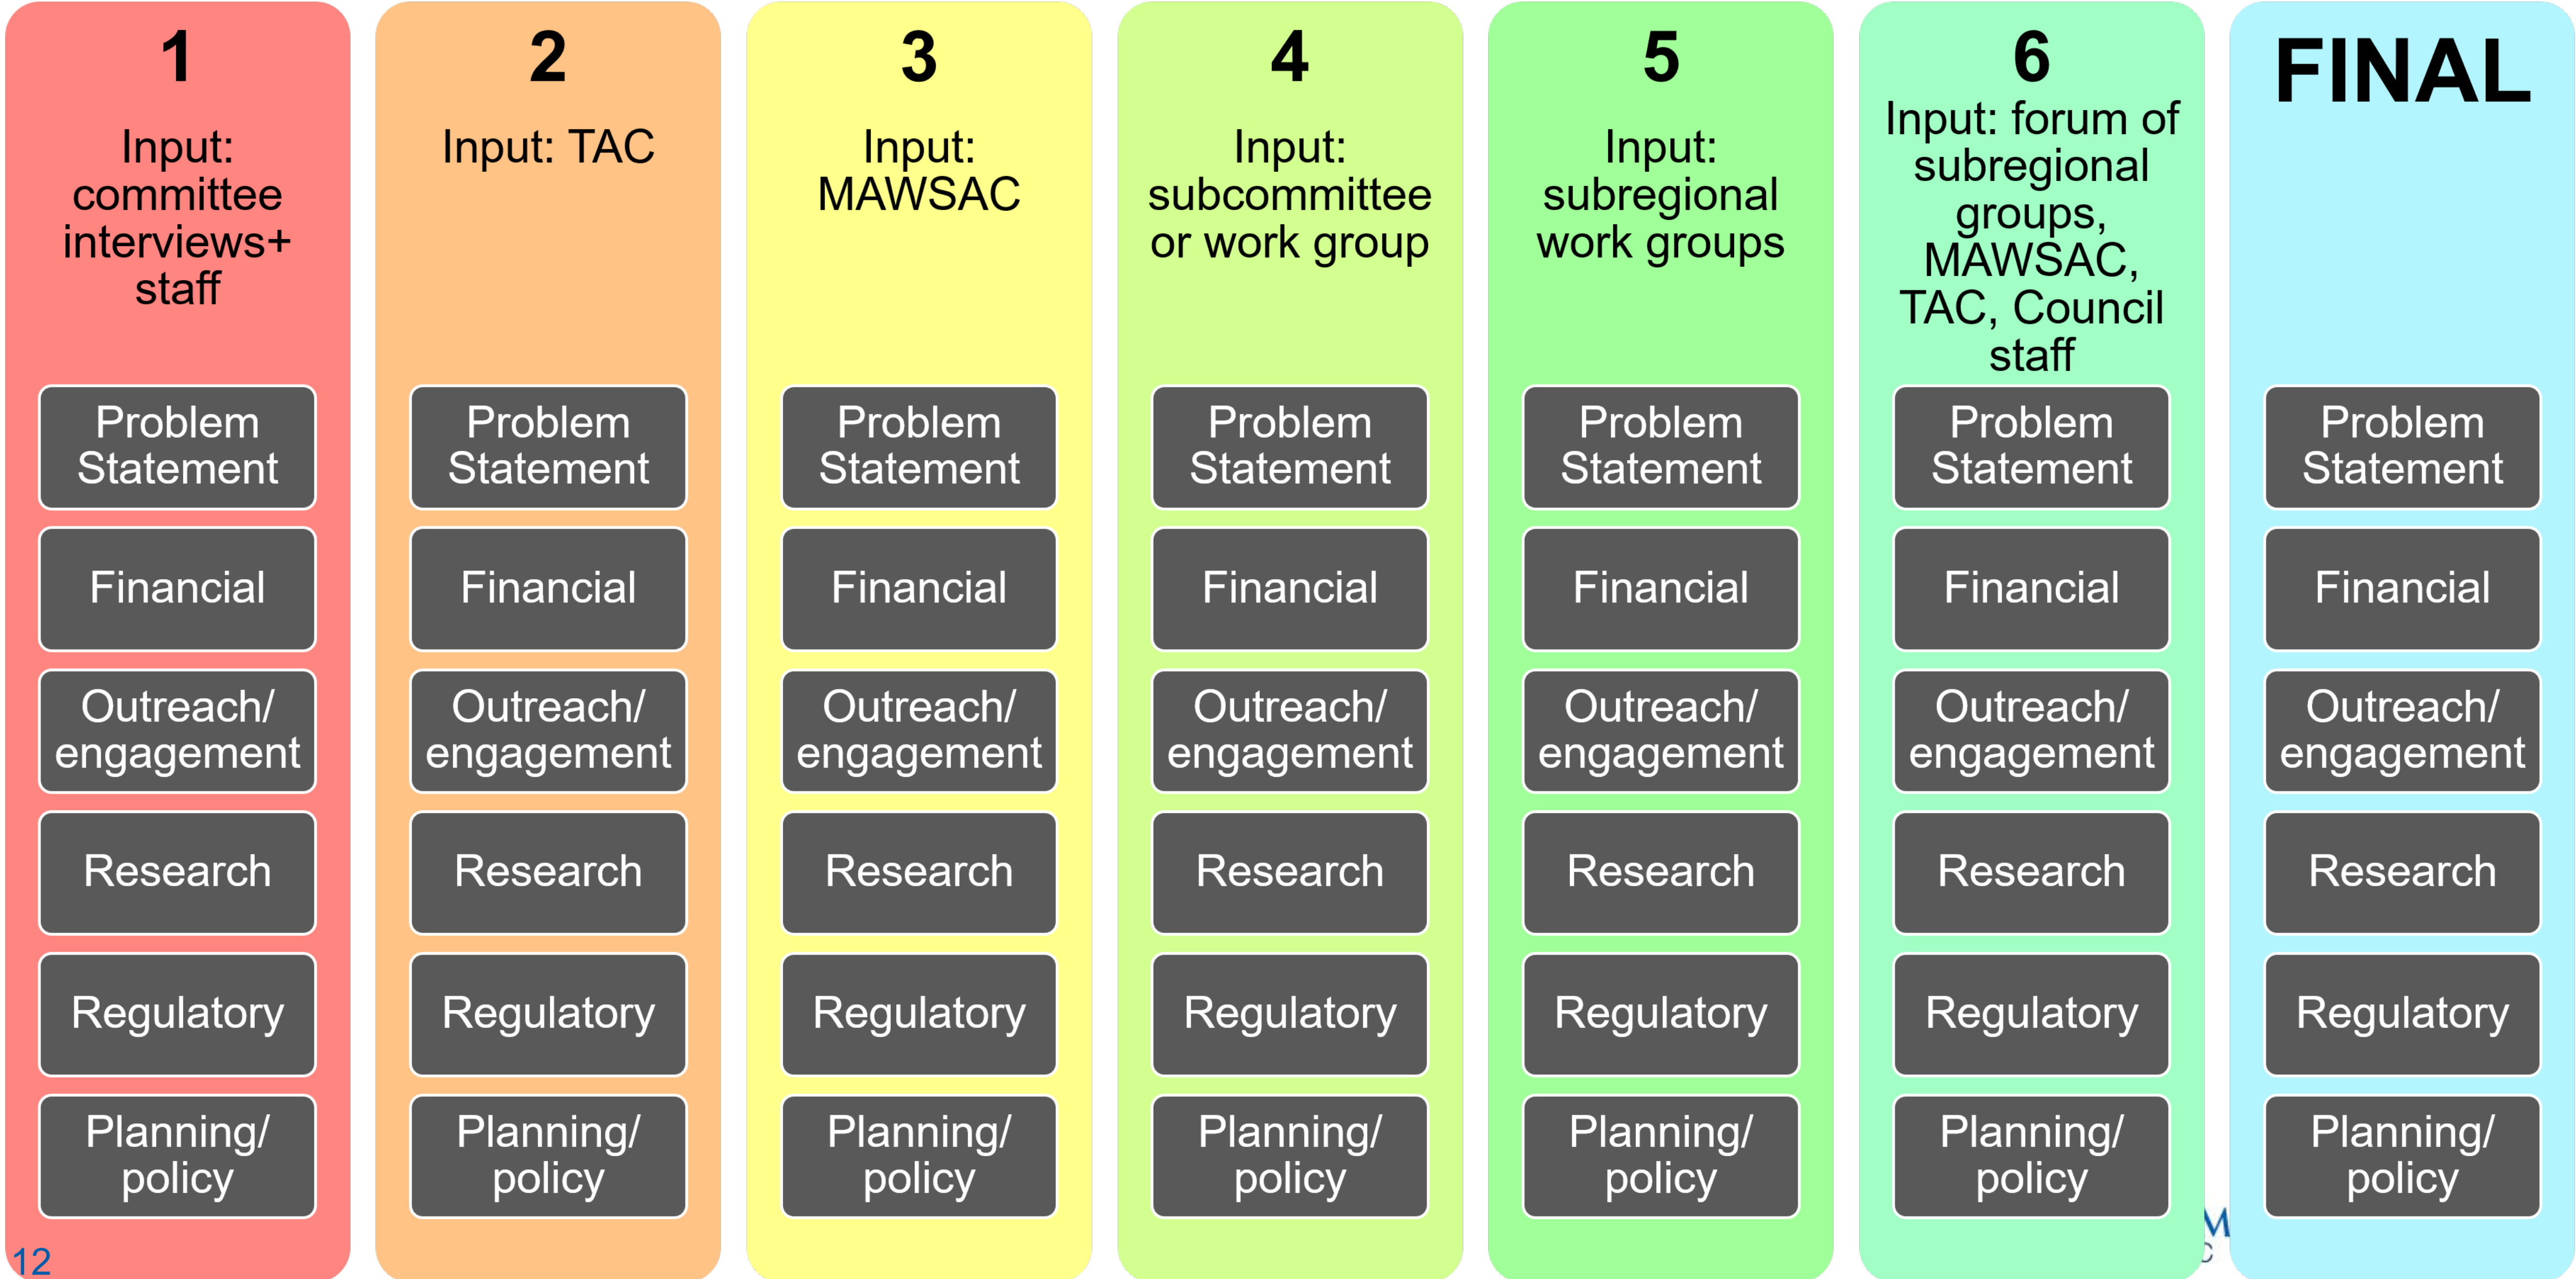 1
Input:
committee
interviews+
staff
Problem
Statement
Financial
Outreach/
engagement
Research
Regulatory
Planning/
policy
2
Input: TAC
Problem
Statement
Financial
Outreach/
engagement
Research
Regulatory
Planning/
policy
3
Input:
MAWSAC
Problem
Statement
Financial
Outreach/
engagement
Research
Regulatory
Planning/
policy
4
Input:
subcommittee
or work group
Problem
Statement
Financial
Outreach/
engagement
Research
Regulatory
Planning/
policy
5
Input:
subregional
work groups
Problem
Statement
Financial
Outreach/
engagement
Research
Regulatory
Planning/
policy
6
Input: forum of
subregional
groups,
MAWSAC,
TAC, Council
staff
Problem
Statement
Financial
Outreach/
engagement
Research
Regulatory
Planning/
policy
FINAL
Problem
Statement
Financial
Outreach/
engagement
Research
Regulatory
Planning/
policy
12